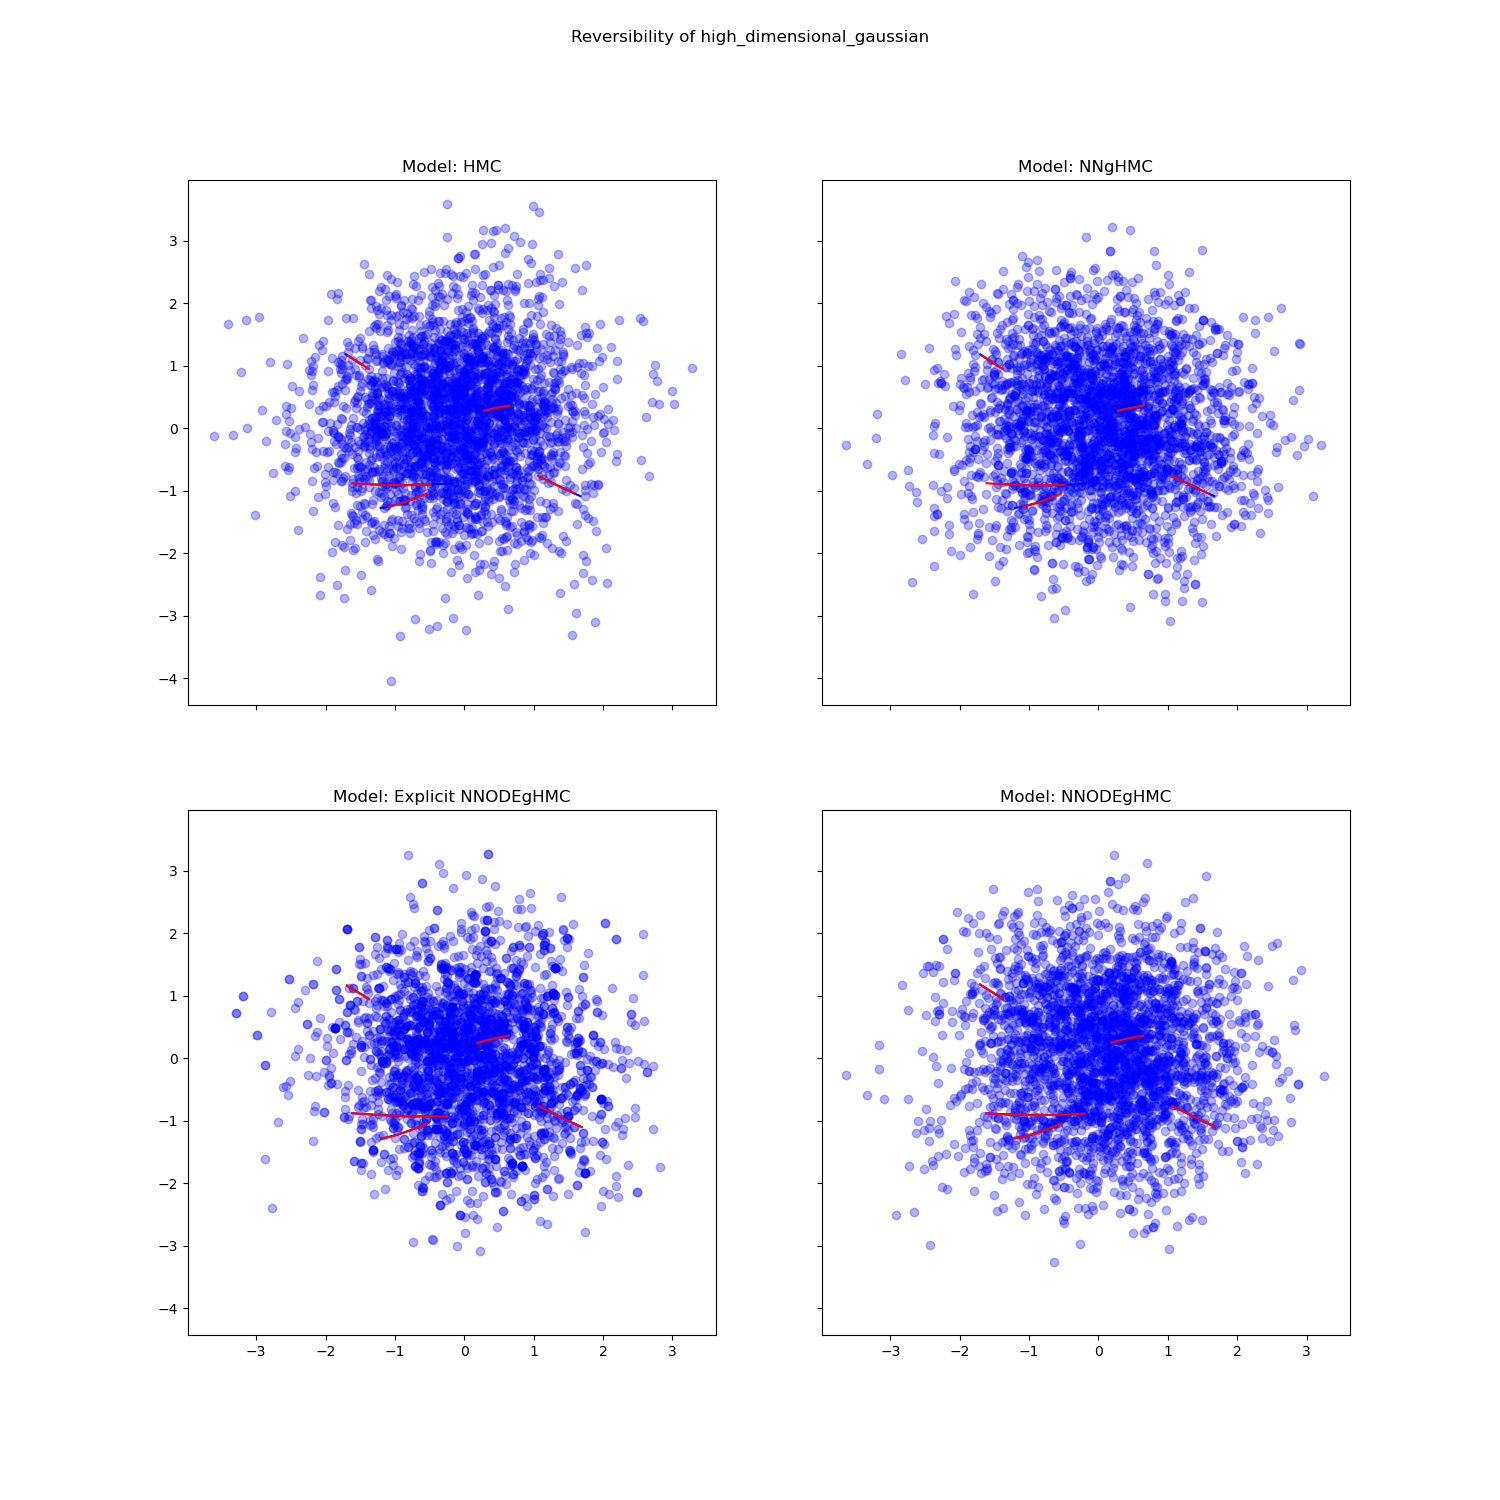 Reversibility of high_dimensional_gaussian
Model: HMC
Model: NNgHMC
3
2
1
0
−1
−2
−3
−4
Model: Explicit NNODEgHMC
Model: NNODEgHMC
3
2
1
0
−1
−2
−3
−4
−3 −2 −1 0 1 2 3
−3 −2 −1 0 1 2 3